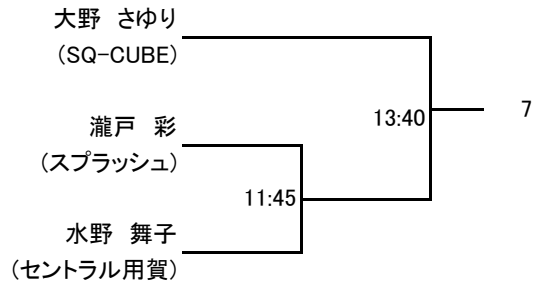 大野　さゆり
(SQ-CUBE)
13:40
7
瀧戸　彩
(スプラッシュ)
11:45
水野　舞子
(セントラル用賀)